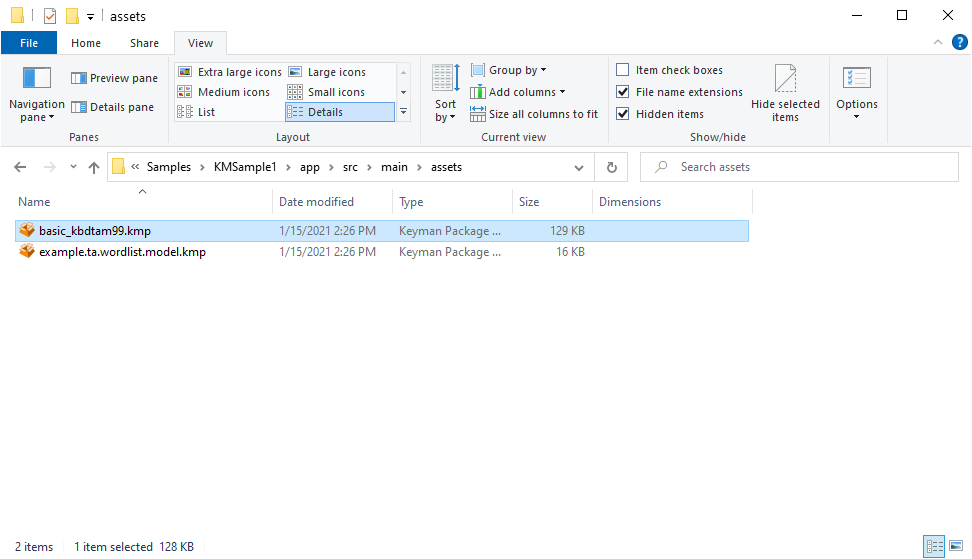 assets
File Home Share View
Navigation pane
Preview pane
Details pane
Panes
Extra large icons Large icons
Medium icons Small icons
List Details
Layout
Sort by
Group by
Add columns
Size all columns to fit
Current view
Item check boxes
File name extensions
Hidden items
Hide selected items
Show/hide
Options
« Samples › KMSample1 › app › src › main › assets
Search assets
Name Date modified Type Size Dimensions
basic_kbdtam99.kmp 1/15/2021 2:26 PM Keyman Package ... 129 KB
example.ta.wordlist.model.kmp 1/15/2021 2:26 PM Keyman Package ... 16 KB
2 items 1 item selected 128 KB